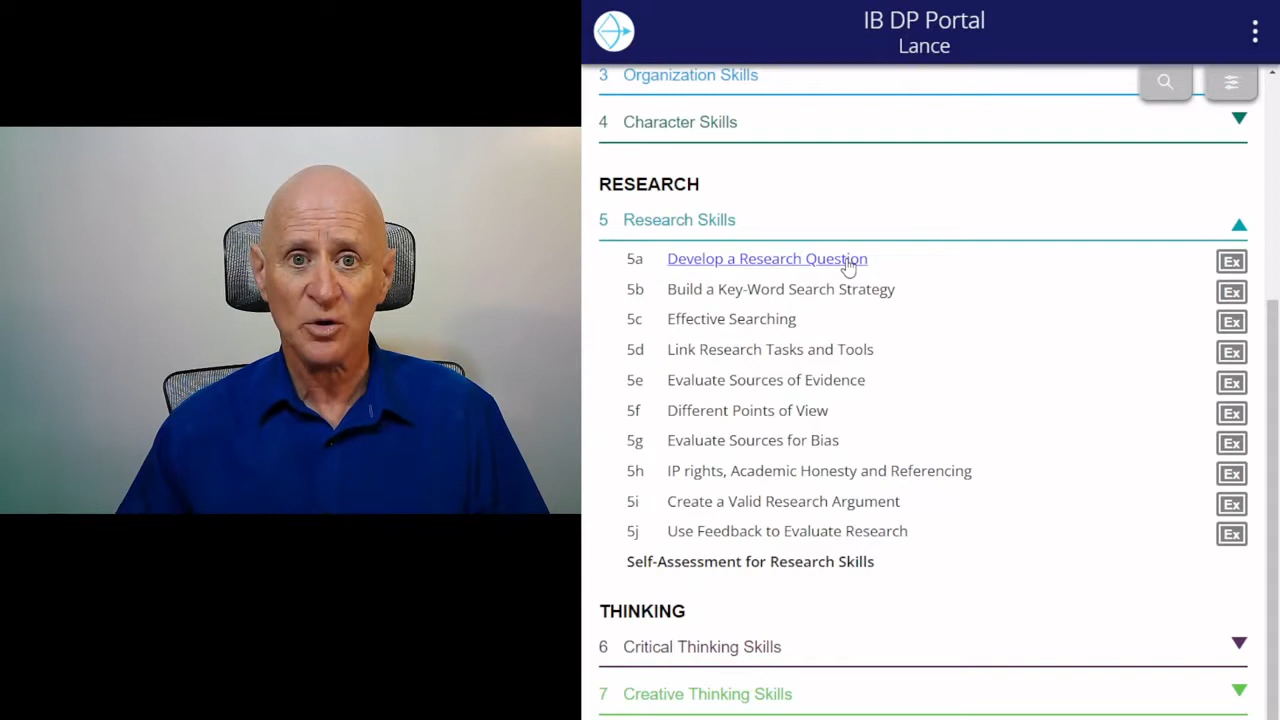 IB DP Portal
Lance
3 Organization Skills
4 Character Skills
RESEARCH
5 Research Skills
5a Develop a Research Question Ex
5b Build a Key-Word Search Strategy Ex
5c Effective Searching Ex
5d Link Research Tasks and Tools Ex
5e Evaluate Sources of Evidence Ex
5f Different Points of View Ex
5g Evaluate Sources for Bias Ex
5h IP rights, Academic Honesty and Referencing Ex
5i Create a Valid Research Argument Ex
5j Use Feedback to Evaluate Research Ex
Self-Assessment for Research Skills
THINKING
6 Critical Thinking Skills
7 Creative Thinking Skills